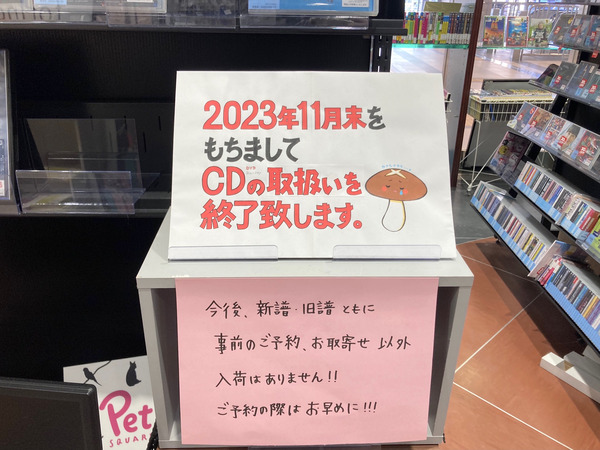 2023年11月末を
もちまして
CDの取扱いを
終了致します。
今後、新譜・旧譜 ともに
事前のご予約、お取寄せ 以外
入荷はありません!!
ご予約の際は お早めに!!!
Pet
SQUARE